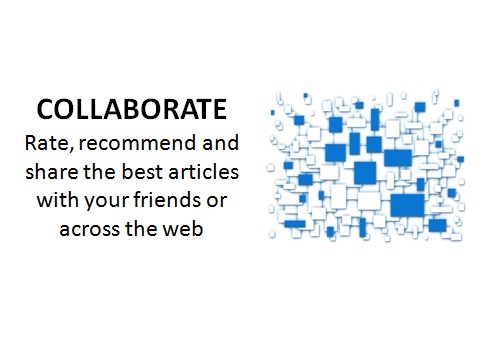 COLLABORATE
Rate, recommend and
share the best articles
with your friends or
across the web